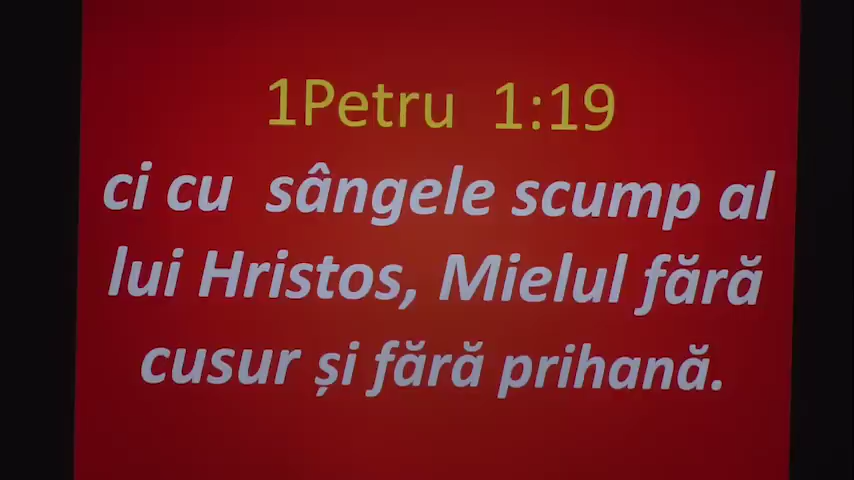 1Petru 1:19
ci cu sângele scump al
lui Hristos, Mielul fără
cusur și fără prihană.